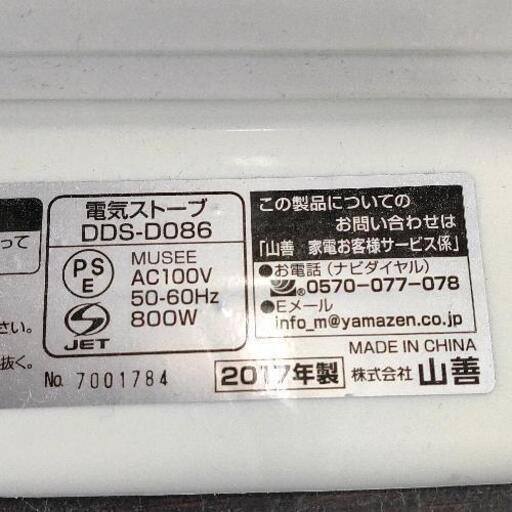 って
さい。
抜く。
電気ストーブ
DDS-D086
PSE
MUSEE
AC100V
50-60Hz
800W
JET
No. 7001784
この製品についての
お問い合わせは
「山善 家電お客様サービス係」
●お電話（ナビダイヤル）
0570-077-078
●Eメール
info_m@yamazen.co.jp
MADE IN CHINA
2017年製 株式会社 山善